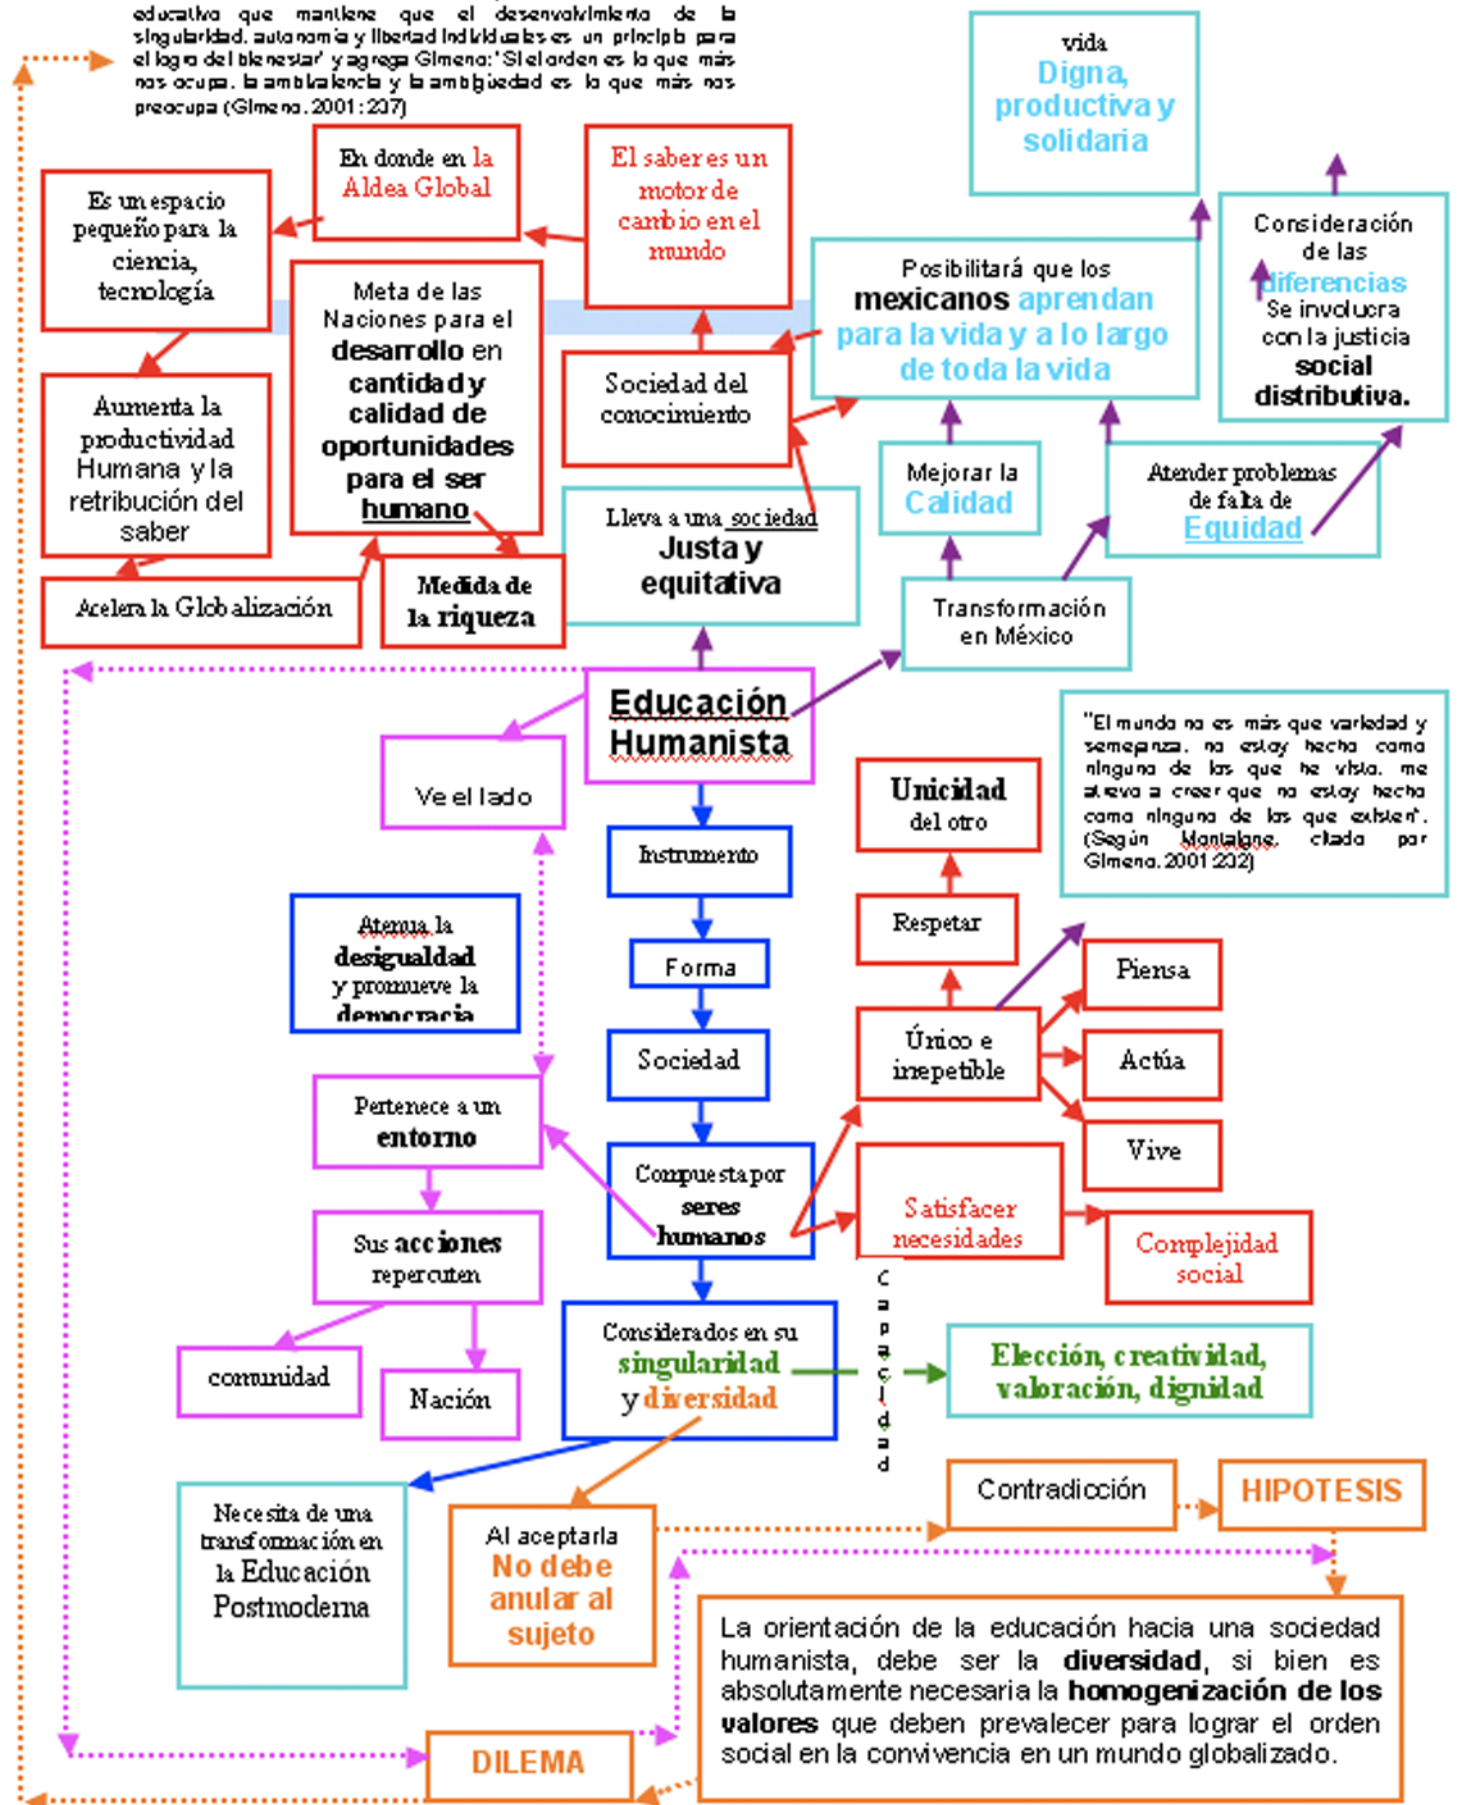 educativo que mantiene que el desenvolvimiento de la
singularidad, autonomía y libertad individuales es un principio para
el logro del bienestar" y agrega Gimeno: "Si el orden es lo que más
nos ocupa, la ambivalencia y la ambigüedad es lo que más nos
preocupa (Gimeno, 2001:237)
vida
Digna,
productiva y
solidaria
En donde en la
Aldea Global
El saber es un
motor de
cambio en el
mundo
Es un espacio
pequeño para la
ciencia,
tecnología
Consideración
de las
diferencias
Se involucra
con la justicia
social
distributiva.
Posibilitará que los
mexicanos aprendan
para la vida y a lo largo
de toda la vida
Meta de las
Naciones para el
desarrollo en
cantidad y
calidad de
oportunidades
para el ser
humano
Sociedad del
conocimiento
Aumenta la
productividad
Humana y la
retribución del
saber
Mejorar la
Calidad
Atender problemas
de falta de
Equidad
Lleva a una sociedad
Justa y
equitativa
Acelera la Globalización
Medida de
la riqueza
Transformación
en México
Educación
Humanista
"El mundo no es más que variedad y
semejanza, no estoy hecho como
ninguno de los que he visto, me
atrevo a creer que no estoy hecho
como ninguno de los que existen".
(Según Montaigne, citado por
Gimeno, 2001:232)
Ve el lado
Unicidad
del otro
Instrumento
Respetar
Atenua la
desigualdad
y promueve la
democracia
Forma
Piensa
Único e
irrepetible
Actúa
Sociedad
Vive
Pertenece a un
entorno
Compuesta por
seres
humanos
Satisfacer
necesidades
Complejidad
social
Sus acciones
repercuten
Capacidad
Considerados en su
singularidad
y diversidad
Elección, creatividad,
valoración, dignidad
comunidad
Nación
Necesita de una
transformación en
la Educación
Postmoderna
Al aceptarla
No debe
anular al
sujeto
Contradicción
HIPOTESIS
La orientación de la educación hacia una sociedad
humanista, debe ser la diversidad, si bien es
absolutamente necesaria la homogenización de los
valores que deben prevalecer para lograr el orden
social en la convivencia en un mundo globalizado.
DILEMA